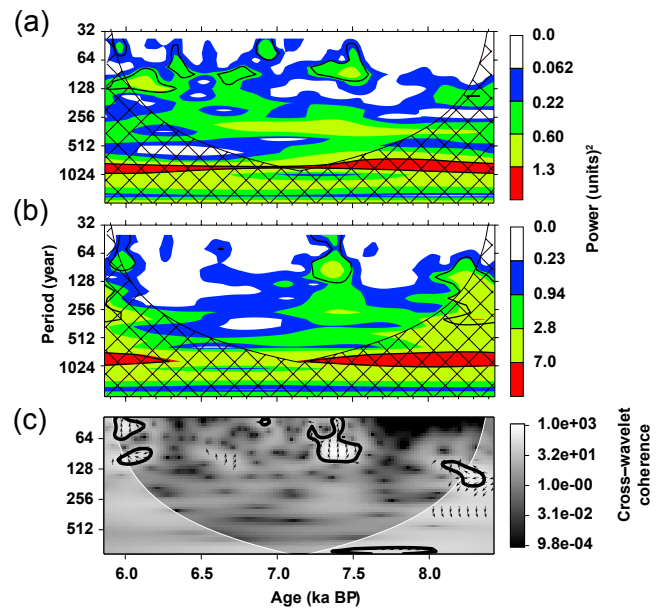 (a)
32
64
128
256
512
1024
0.0
0.062
0.22
0.60
1.3
Power (units)²
(b)
Period (year)
32
64
128
256
512
1024
0.0
0.23
0.94
2.8
7.0
(c)
64
128
256
512
1.0e+03
3.2e+01
1.0e-00
3.1e-02
9.8e-04
Cross-wavelet
coherence
6.0 6.5 7.0 7.5 8.0
Age (ka BP)